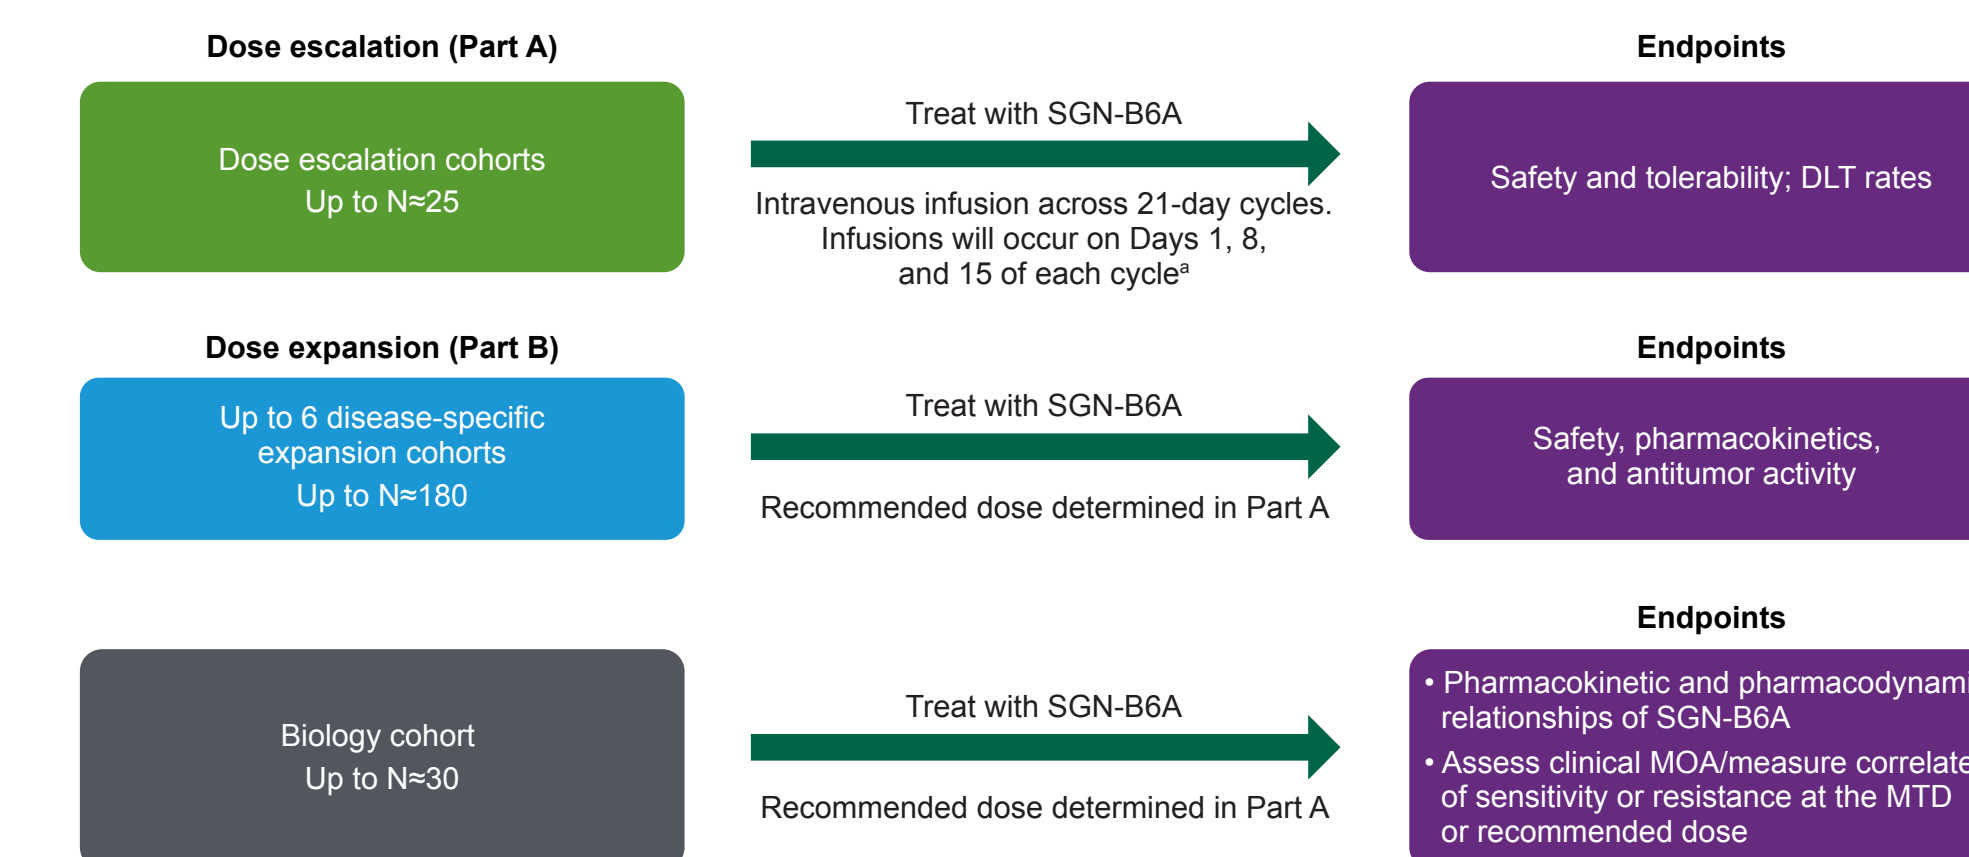 Dose escalation (Part A)
Dose escalation cohorts
Up to N≈25
Treat with SGN-B6A
Intravenous infusion across 21-day cycles.
Infusions will occur on Days 1, 8,
and 15 of each cycleᵃ
Endpoints
Safety and tolerability; DLT rates
Dose expansion (Part B)
Up to 6 disease-specific
expansion cohorts
Up to N≈180
Treat with SGN-B6A
Recommended dose determined in Part A
Endpoints
Safety, pharmacokinetics,
and antitumor activity
Biology cohort
Up to N≈30
Treat with SGN-B6A
Recommended dose determined in Part A
Endpoints
• Pharmacokinetic and pharmacodynami
relationships of SGN-B6A
• Assess clinical MOA/measure correlate
of sensitivity or resistance at the MTD
or recommended dose